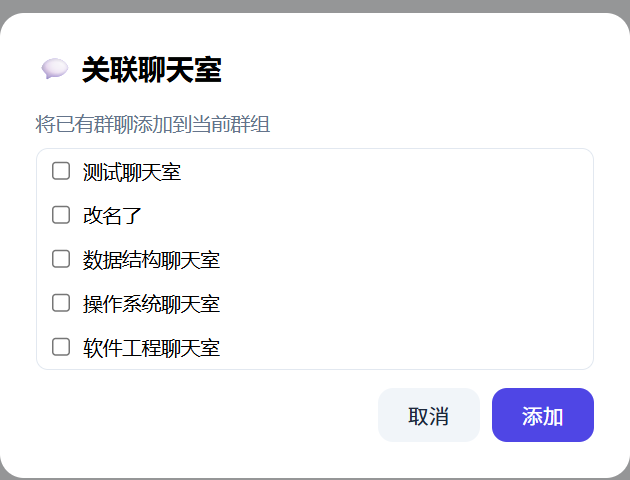 关联聊天室
将已有群聊添加到当前群组
测试聊天室
改名了
数据结构聊天室
操作系统聊天室
软件工程聊天室
取消
添加